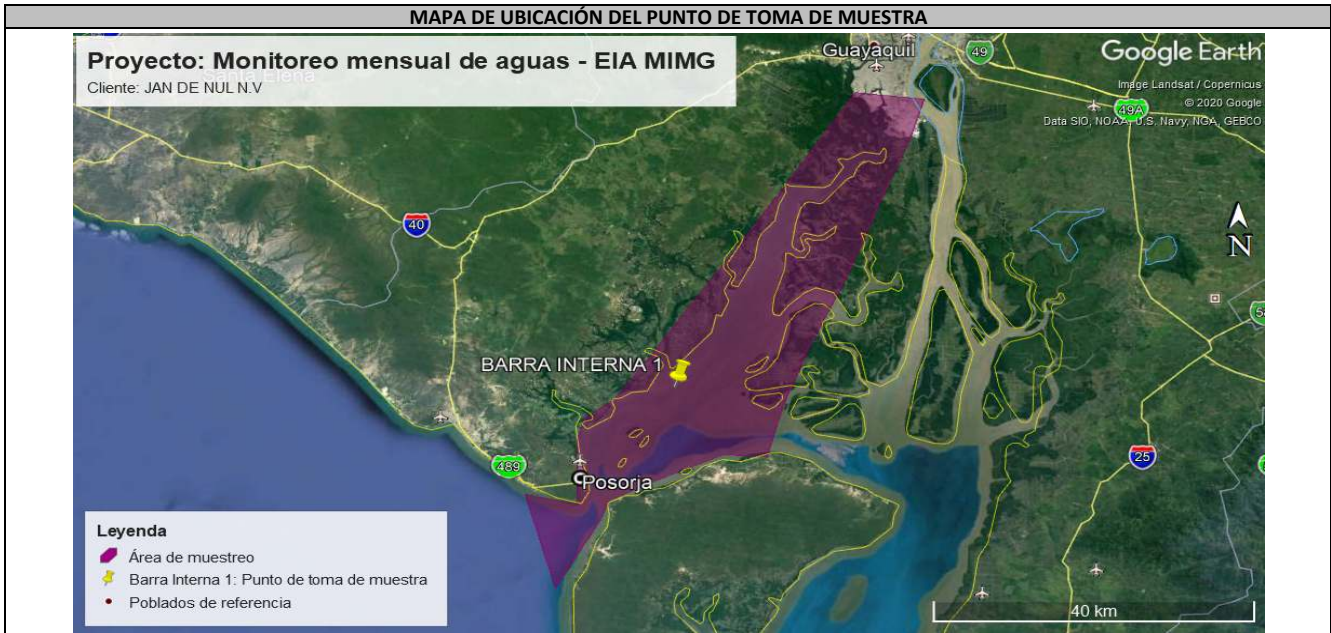 MAPA DE UBICACIÓN DEL PUNTO DE TOMA DE MUESTRA
Proyecto: Monitoreo mensual de aguas - EIA MIMG
Cliente: JAN DE NUL N.V
Guayaquil
49
Google Earth
Image Landsat / Copernicus
© 2020 Google
Data SIO, NOAA, U.S. Navy, NGA, GEBCO
49A
40
N
BARRA INTERNA 1
489
Posorja
25
Leyenda
Área de muestreo
Barra Interna 1: Punto de toma de muestra
Poblados de referencia
40 km